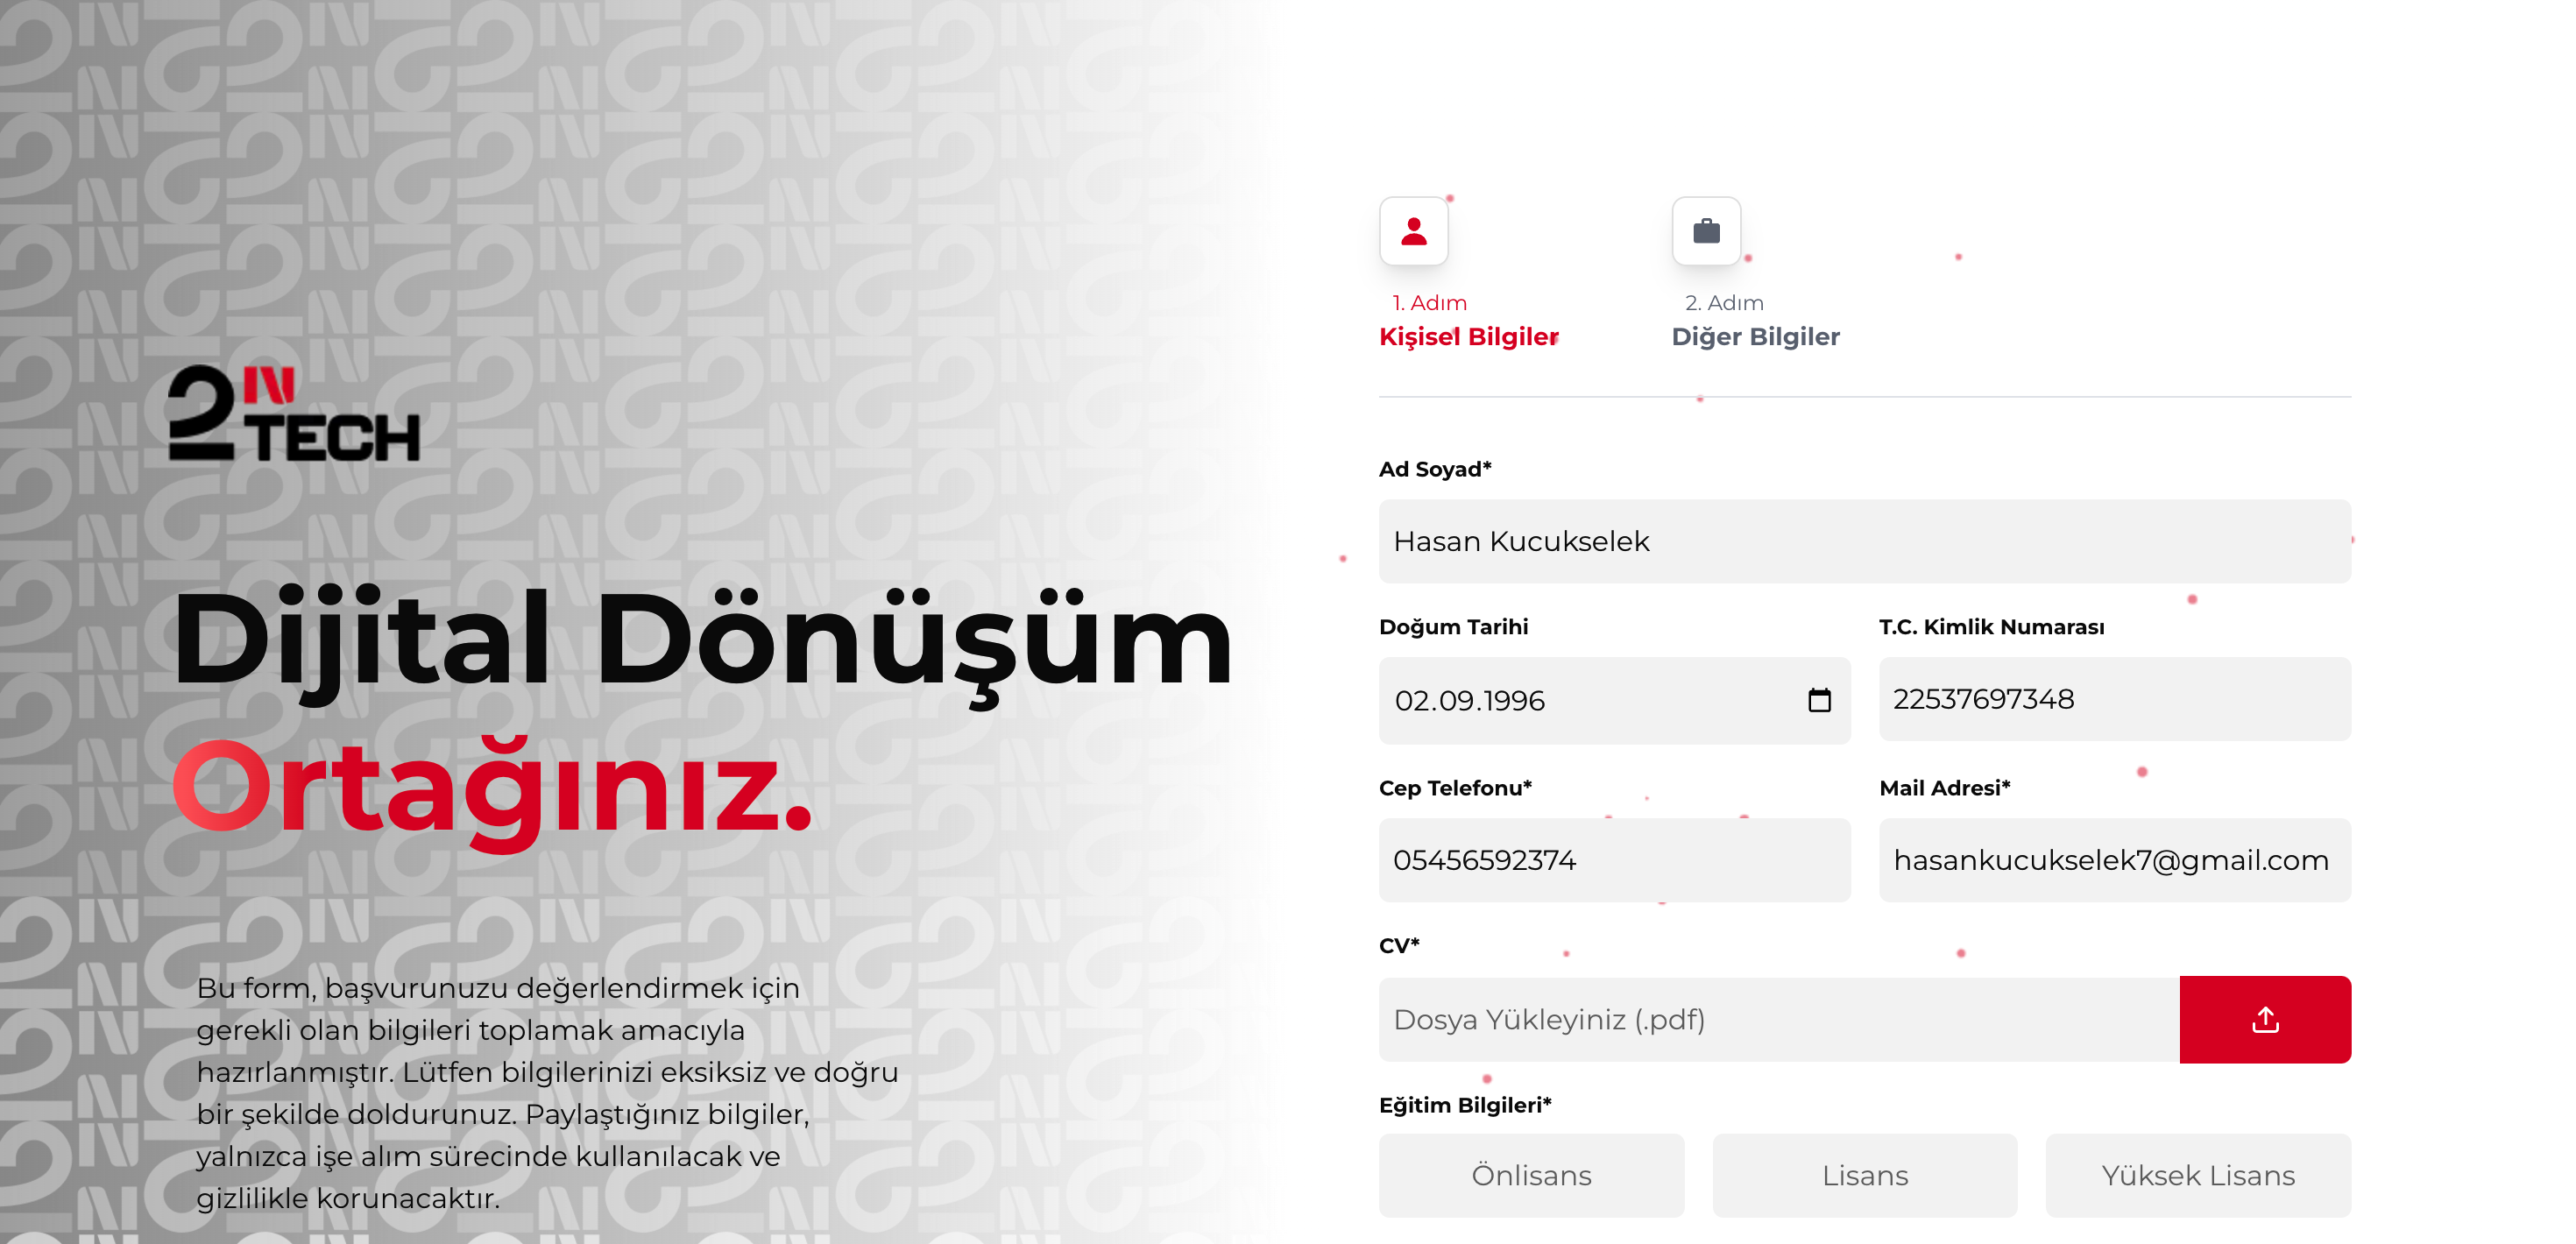 2N TECH
Dijital Dönüşüm
Ortağınız.
Bu form, başvurunuzu değerlendirmek için
gerekli olan bilgileri toplamak amacıyla
hazırlanmıştır. Lütfen bilgilerinizi eksiksiz ve doğru
bir şekilde doldurunuz. Paylaştığınız bilgiler,
yalnızca işe alım sürecinde kullanılacak ve
gizlilikle korunacaktır.
1. Adım
Kişisel Bilgiler
2. Adım
Diğer Bilgiler
Ad Soyad*
Hasan Kucukselek
Doğum Tarihi
02.09.1996
T.C. Kimlik Numarası
22537697348
Cep Telefonu*
05456592374
Mail Adresi*
hasankucukselek7@gmail.com
CV*
Dosya Yükleyiniz (.pdf)
Eğitim Bilgileri*
Önlisans
Lisans
Yüksek Lisans